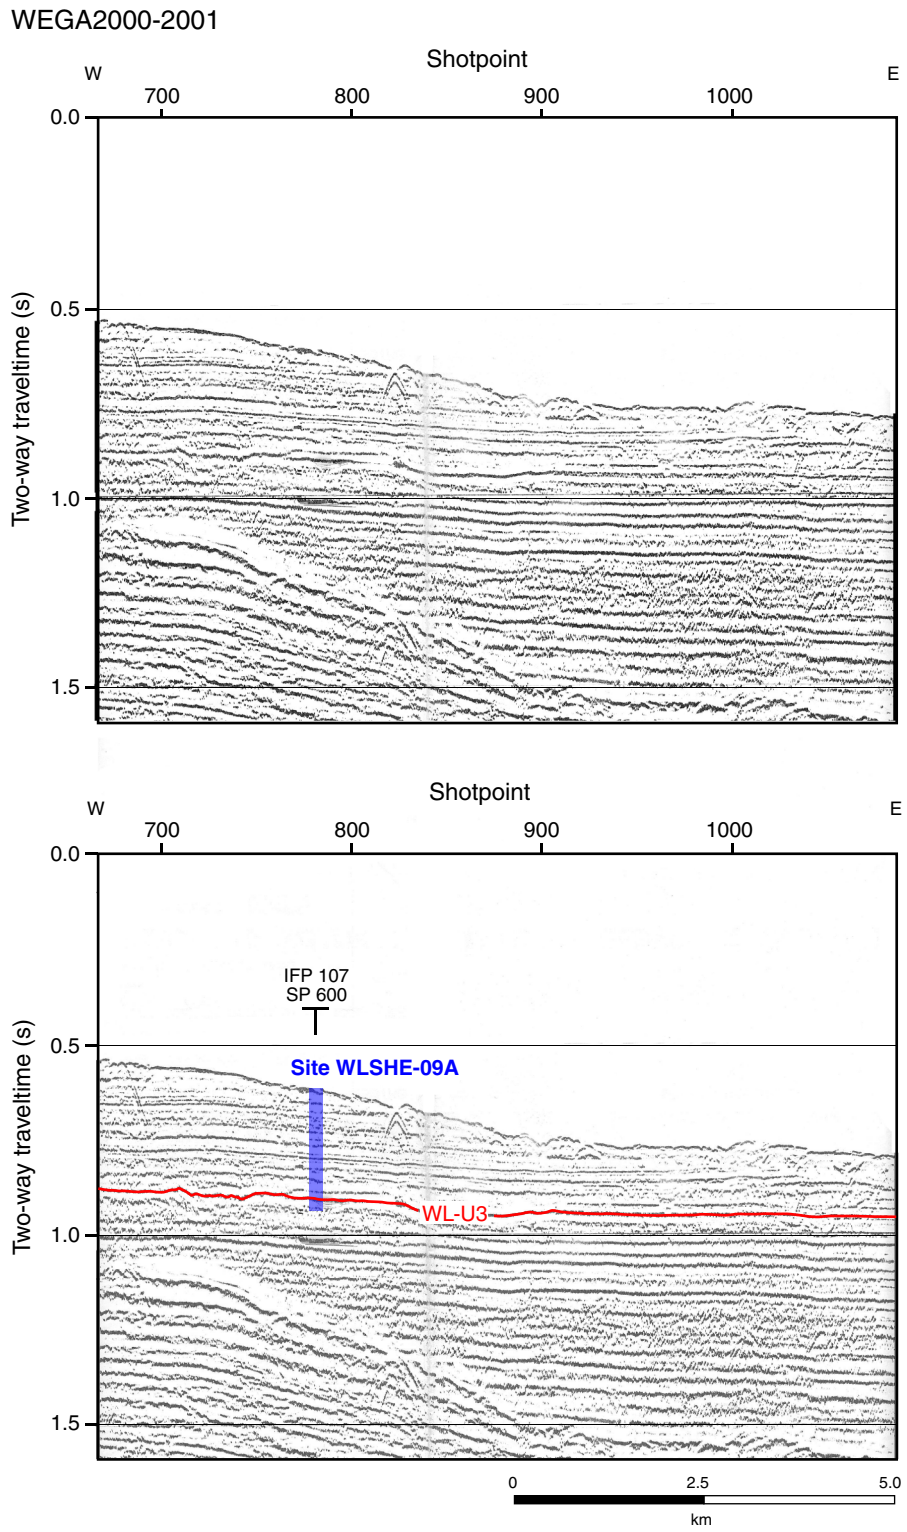 WEGA2000-2001
Shotpoint
W E
700 800 900 1000
0.0
0.5
1.0
1.5
Two-way traveltime (s)
Shotpoint
W E
700 800 900 1000
0.0
IFP 107
SP 600
0.5
Site WLSHE-09A
WL-U3
1.0
1.5
Two-way traveltime (s)
0 2.5 5.0
km